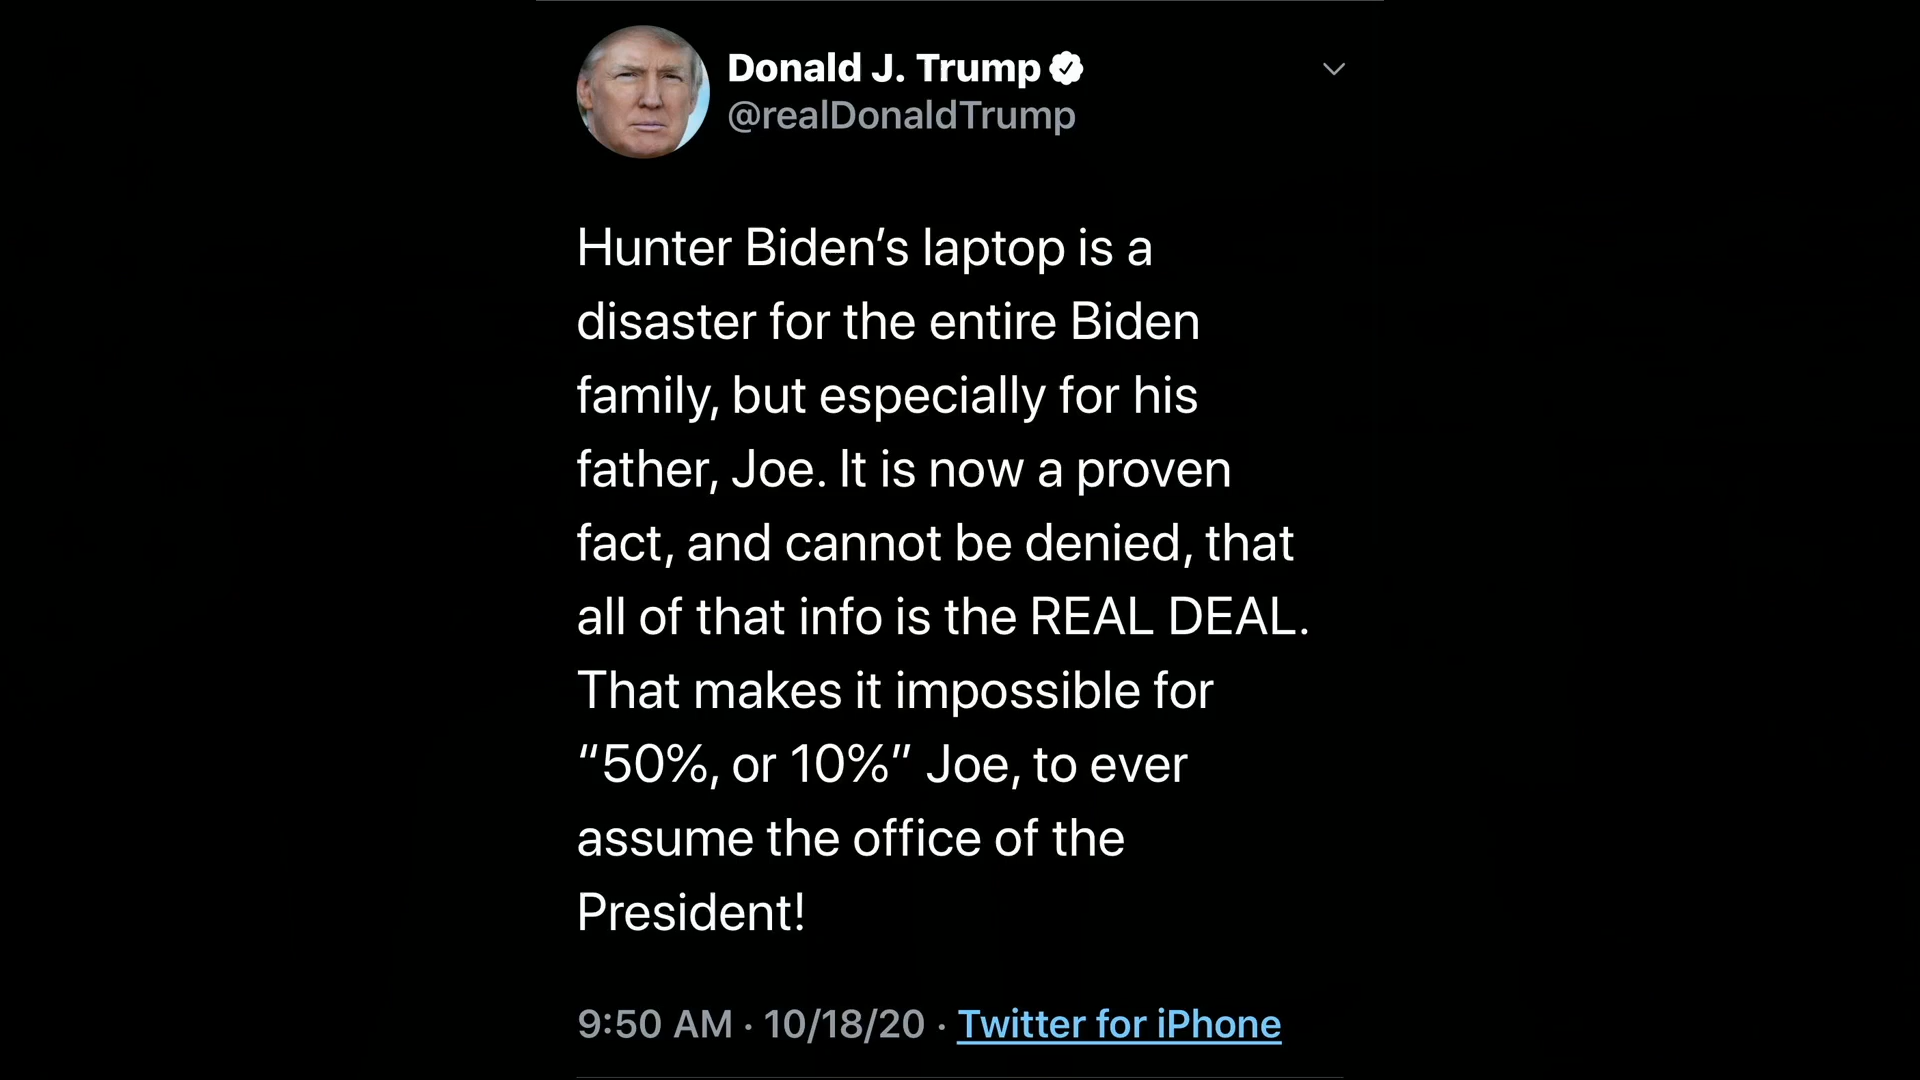 Donald J. Trump
@realDonaldTrump
Hunter Biden’s laptop is a
disaster for the entire Biden
family, but especially for his
father, Joe. It is now a proven
fact, and cannot be denied, that
all of that info is the REAL DEAL.
That makes it impossible for
“50%, or 10%” Joe, to ever
assume the office of the
President!
9:50 AM · 10/18/20 · Twitter for iPhone